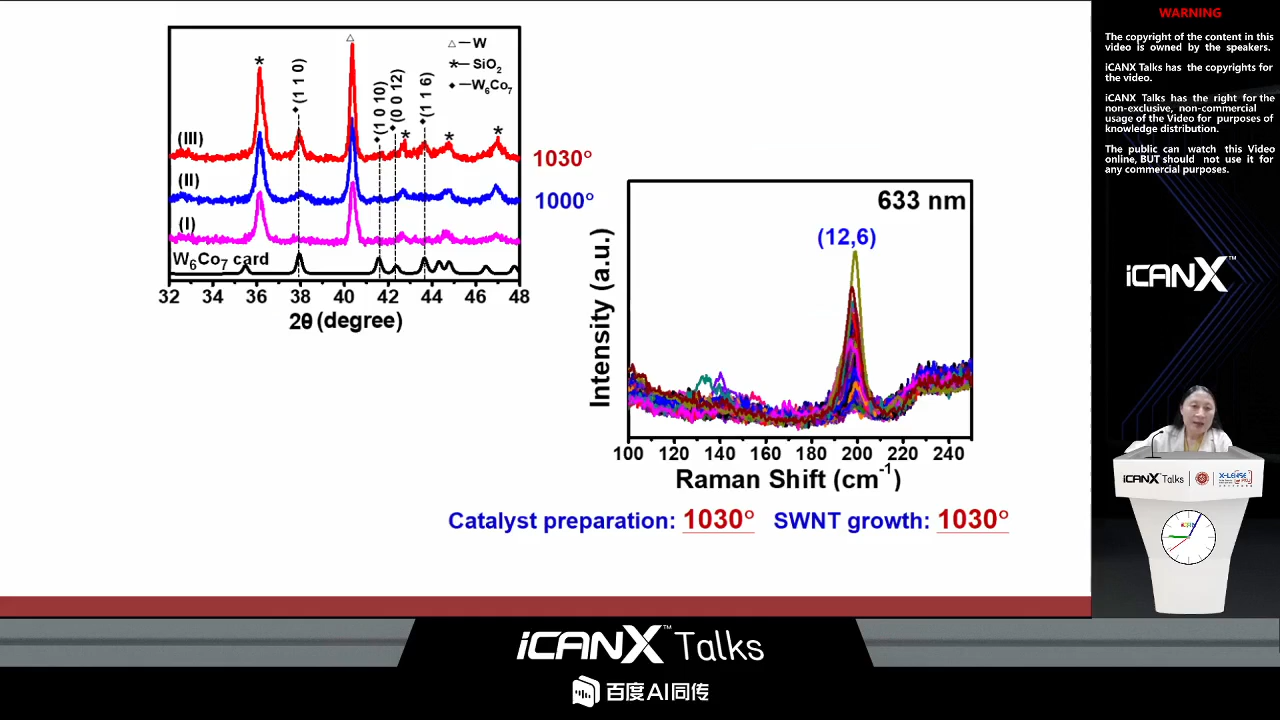 △—W
*—SiO2
◆—W6Co7
*
◆(1 1 0)
△
◆(1 0 10)
◆(0 0 12)
◆(1 1 6)
*
*
*
(III)
1030°
(II)
1000°
(I)
W6Co7 card
32 34 36 38 40 42 44 46 48
2θ (degree)
633 nm
(12,6)
Intensity (a.u.)
100 120 140 160 180 200 220 240
Raman Shift (cm-1)
Catalyst preparation: 1030° SWNT growth: 1030°
WARNING
The copyright of the content in this
video is owned by the speakers.
iCANX Talks has the copyrights for
the video.
iCANX Talks has the right for the
non-exclusive, non-commercial
usage of the Video for purposes of
knowledge distribution.
The public can watch this Video
online, BUT should not use it for
any commercial purposes.
iCANX™
iCANX Talks
X-LENSE
iCANX™ Talks
百度AI同传